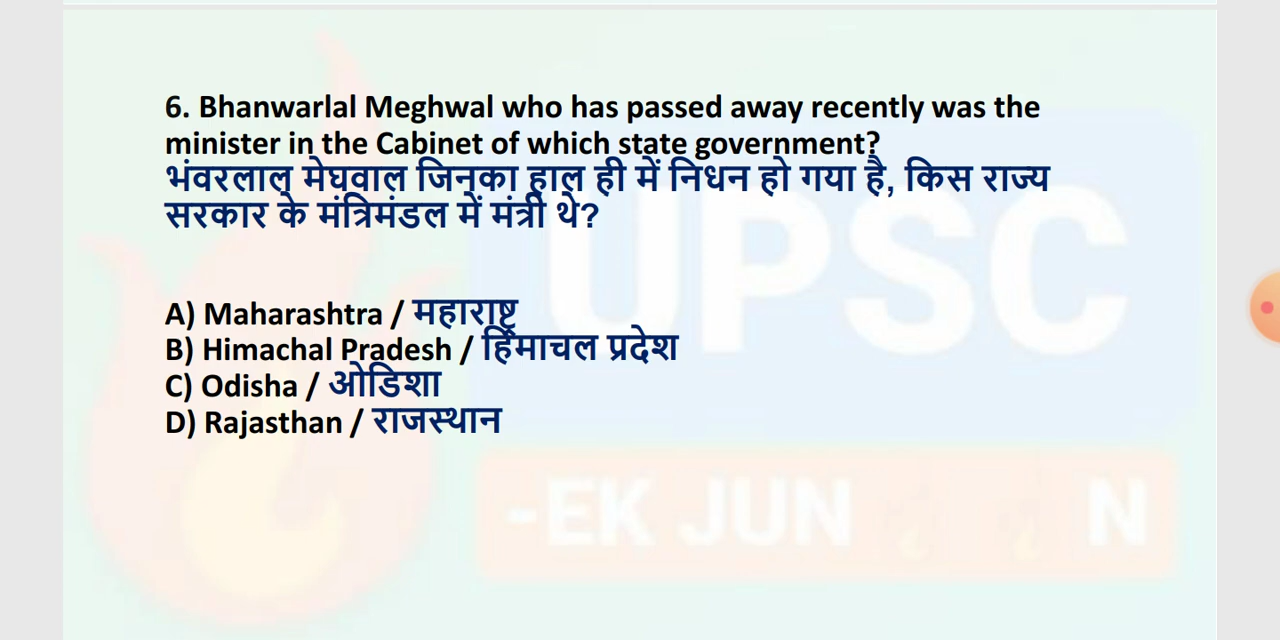 6. Bhanwarlal Meghwal who has passed away recently was the
minister in the Cabinet of which state government?
भंवरलाल मेघवाल जिनका हाल ही में निधन हो गया है, किस राज्य
सरकार के मंत्रिमंडल में मंत्री थे?
A) Maharashtra / महाराष्ट्र
B) Himachal Pradesh / हिमाचल प्रदेश
C) Odisha / ओडिशा
D) Rajasthan / राजस्थान
UPSC
-EK JUN N